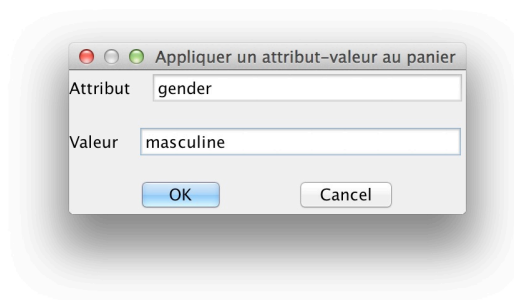 Appliquer un attribut-valeur au panier
Attribut gender
Valeur masculine
OK Cancel